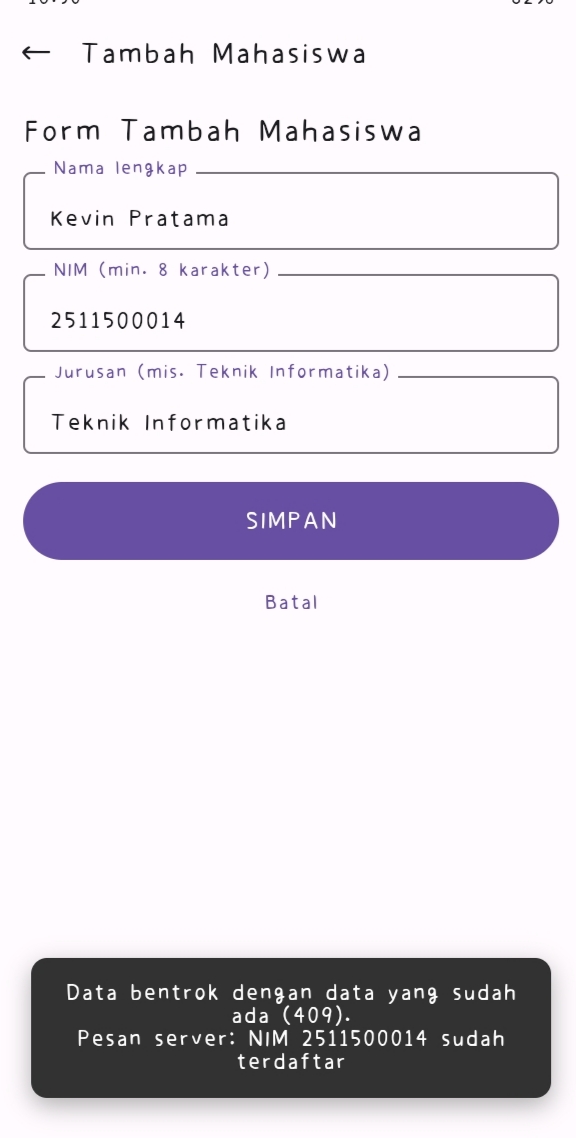 ← Tambah Mahasiswa
Form Tambah Mahasiswa
Nama lengkap
Kevin Pratama
NIM (min. 8 karakter)
2511500014
Jurusan (mis. Teknik Informatika)
Teknik Informatika
SIMPAN
Batal
Data bentrok dengan data yang sudah
ada (409).
Pesan server: NIM 2511500014 sudah
terdaftar